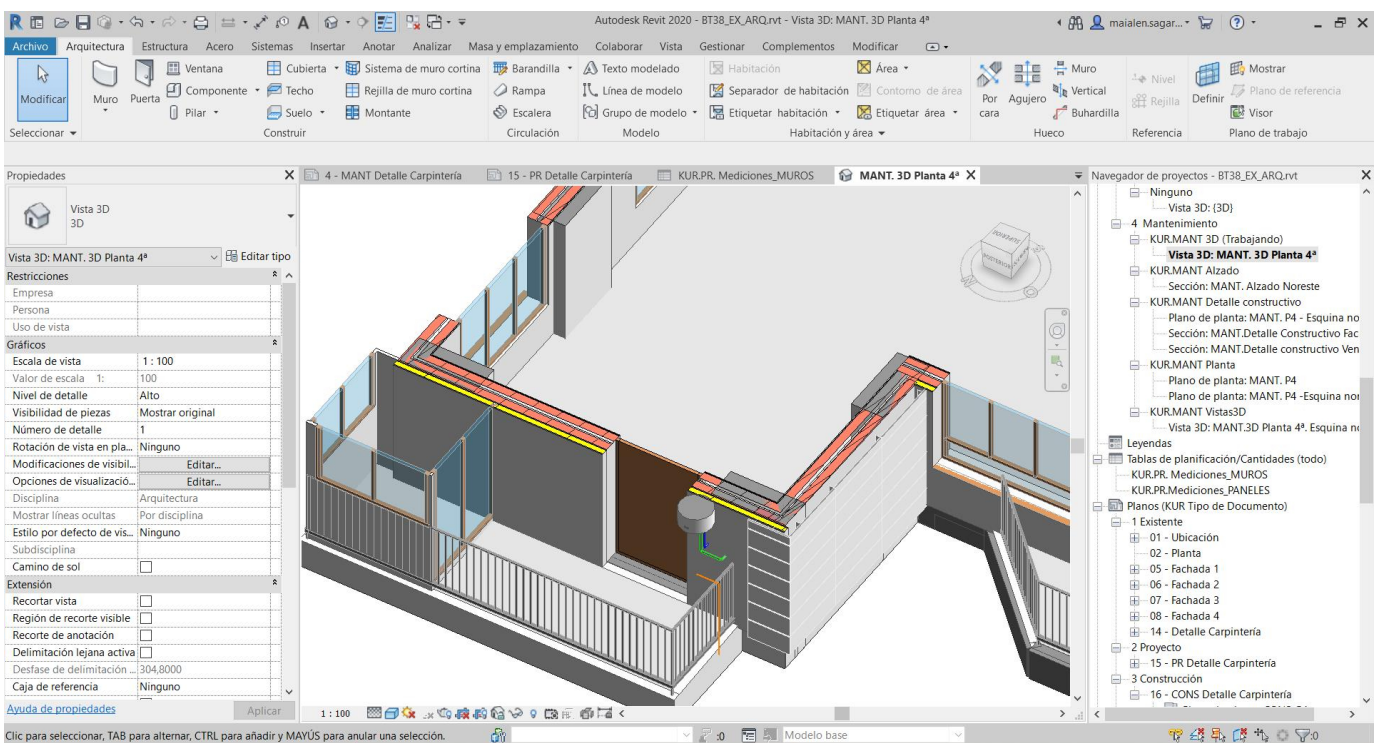 Autodesk Revit 2020 - BT38_EX_ARQ.rvt - Vista 3D: MANT. 3D Planta 4ª
maialen.sagar...
Archivo Arquitectura Estructura Acero Sistemas Insertar Anotar Analizar Masa y emplazamiento Colaborar Vista Gestionar Complementos Modificar
Modificar
Muro
Puerta
Ventana
Componente
Pilar
Cubierta
Techo
Suelo
Sistema de muro cortina
Rejilla de muro cortina
Montante
Barandilla
Rampa
Escalera
Texto modelado
Línea de modelo
Grupo de modelo
Habitación
Separador de habitación
Etiquetar habitación
Área
Contorno de área
Etiquetar área
Por cara
Agujero
Muro
Vertical
Buhardilla
Nivel
Rejilla
Definir
Mostrar
Plano de referencia
Visor
Seleccionar Construir Circulación Modelo Habitación y área Hueco Referencia Plano de trabajo
Propiedades X
4 - MANT Detalle Carpintería 15 - PR Detalle Carpintería KUR.PR. Mediciones_MUROS MANT. 3D Planta 4ª X
Navegador de proyectos - BT38_EX_ARQ.rvt X
Vista 3D
3D
Vista 3D: MANT. 3D Planta 4ª Editar tipo
Restricciones
Empresa
Persona
Uso de vista
Gráficos
Escala de vista 1 : 100
Valor de escala 1: 100
Nivel de detalle Alto
Visibilidad de piezas Mostrar original
Número de detalle 1
Rotación de vista en pla... Ninguno
Modificaciones de visibil... Editar...
Opciones de visualizació... Editar...
Disciplina Arquitectura
Mostrar líneas ocultas Por disciplina
Estilo por defecto de vis... Ninguno
Subdisciplina
Camino de sol
Extensión
Recortar vista
Región de recorte visible
Recorte de anotación
Delimitación lejana activa
Desfase de delimitación ... 304,8000
Caja de referencia Ninguno
Ayuda de propiedades Aplicar
POSTERIOR
Ninguno
Vista 3D: {3D}
4 Mantenimiento
KUR.MANT 3D (Trabajando)
Vista 3D: MANT. 3D Planta 4ª
KUR.MANT Alzado
Sección: MANT. Alzado Noreste
KUR.MANT Detalle constructivo
Plano de planta: MANT. P4 - Esquina no
Sección: MANT.Detalle Constructivo Fac
Sección: MANT.Detalle constructivo Ven
KUR.MANT Planta
Plano de planta: MANT. P4
Plano de planta: MANT. P4 -Esquina nor
KUR.MANT Vistas3D
Vista 3D: MANT.3D Planta 4ª. Esquina no
Leyendas
Tablas de planificación/Cantidades (todo)
KUR.PR. Mediciones_MUROS
KUR.PR.Mediciones_PANELES
Planos (KUR Tipo de Documento)
1 Existente
01 - Ubicación
02 - Planta
05 - Fachada 1
06 - Fachada 2
07 - Fachada 3
08 - Fachada 4
14 - Detalle Carpintería
2 Proyecto
15 - PR Detalle Carpintería
3 Construcción
16 - CONS Detalle Carpintería
1 : 100
Clic para seleccionar, TAB para alternar, CTRL para añadir y MAYÚS para anular una selección. :0 Modelo base :0